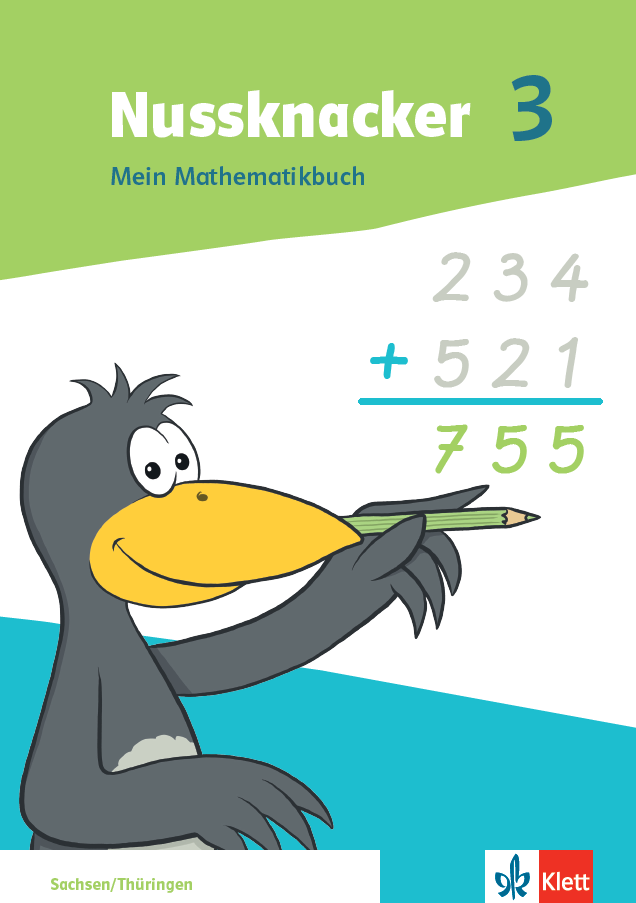 Nussknacker 3
Mein Mathematikbuch
2 3 4
+ 5 2 1
7 5 5
Sachsen/Thüringen
Klett